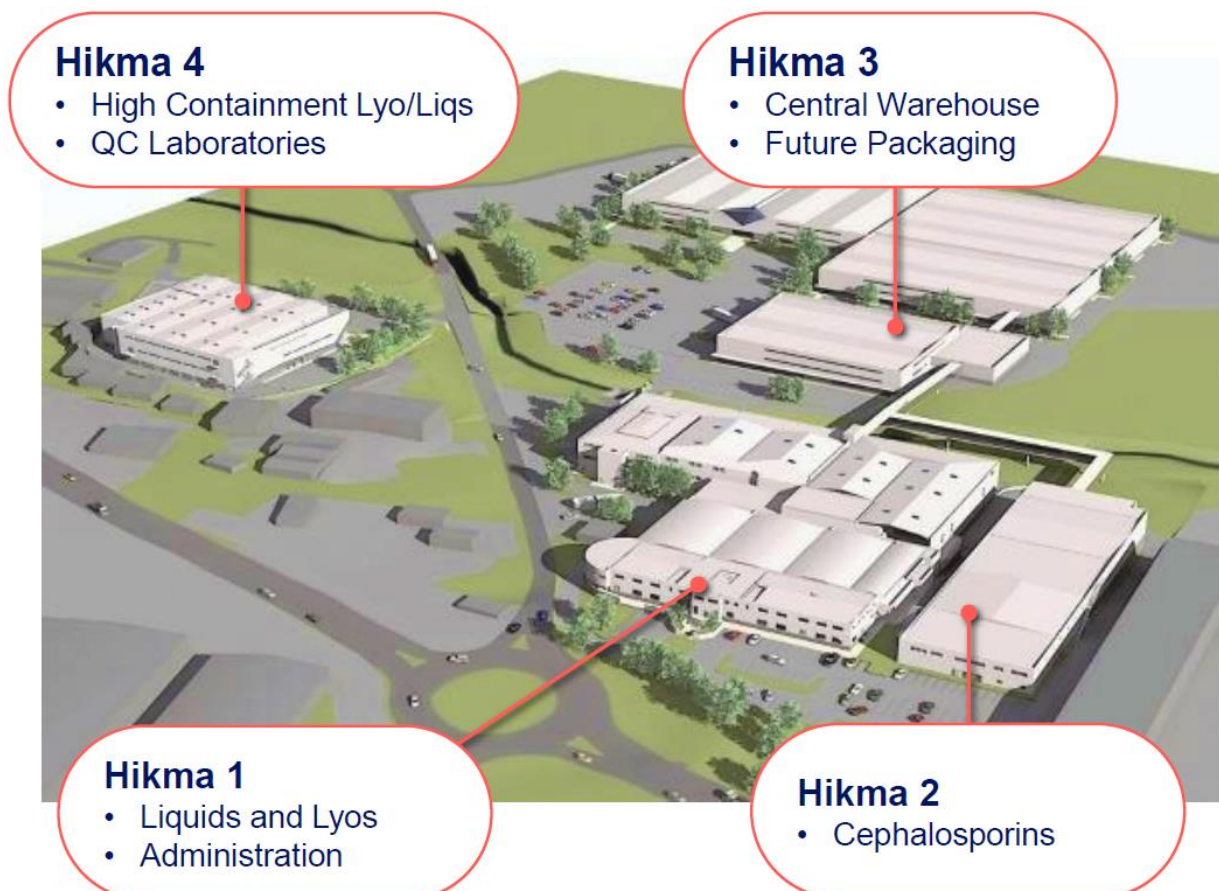 Hikma 4
• High Containment Lyo/Liqs
• QC Laboratories
Hikma 3
• Central Warehouse
• Future Packaging
Hikma 1
• Liquids and Lyos
• Administration
Hikma 2
• Cephalosporins